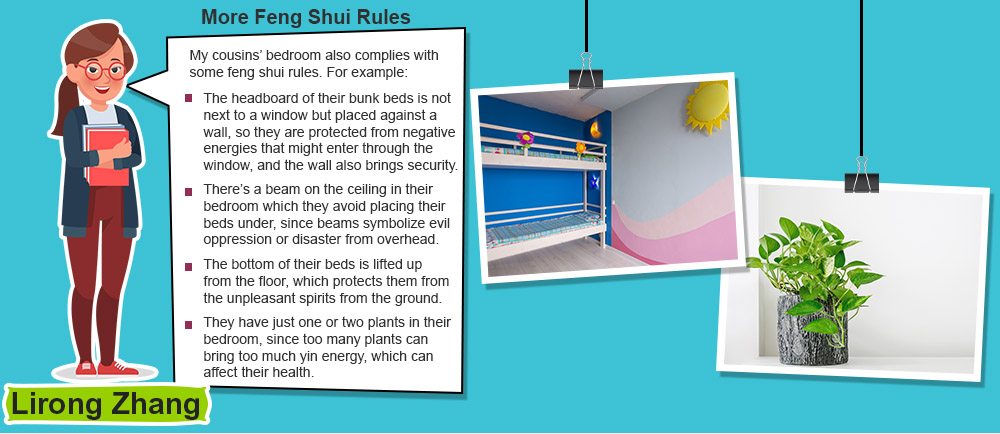 More Feng Shui Rules
My cousins' bedroom also complies with
some feng shui rules. For example:
The headboard of their bunk beds is not
next to a window but placed against a
wall, so they are protected from negative
energies that might enter through the
window, and the wall also brings security.
There's a beam on the ceiling in their
bedroom which they avoid placing their
beds under, since beams symbolize evil
oppression or disaster from overhead.
The bottom of their beds is lifted up
from the floor, which protects them from
the unpleasant spirits from the ground.
They have just one or two plants in their
bedroom, since too many plants can
bring too much yin energy, which can
affect their health.
Lirong Zhang